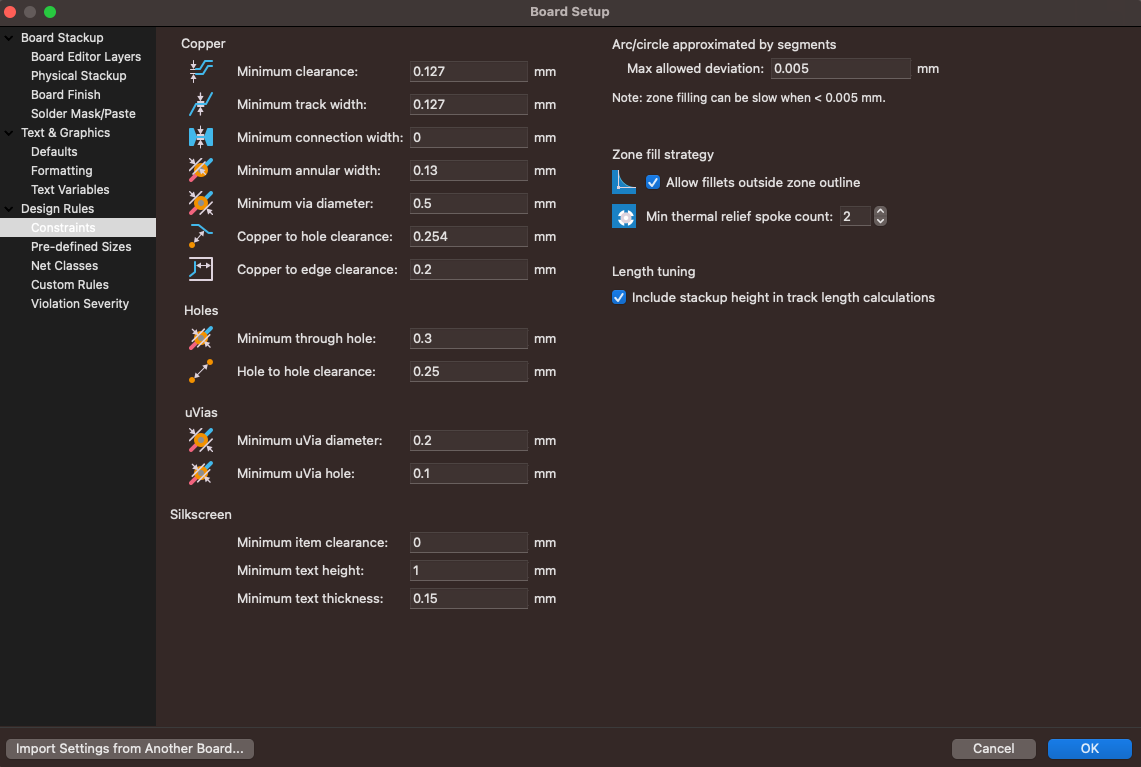 Board Setup
Board Stackup
Board Editor Layers
Physical Stackup
Board Finish
Solder Mask/Paste
Text & Graphics
Defaults
Formatting
Text Variables
Design Rules
Constraints
Pre-defined Sizes
Net Classes
Custom Rules
Violation Severity
Copper
Minimum clearance: 0.127 mm
Minimum track width: 0.127 mm
Minimum connection width: 0 mm
Minimum annular width: 0.13 mm
Minimum via diameter: 0.5 mm
Copper to hole clearance: 0.254 mm
Copper to edge clearance: 0.2 mm
Holes
Minimum through hole: 0.3 mm
Hole to hole clearance: 0.25 mm
uVias
Minimum uVia diameter: 0.2 mm
Minimum uVia hole: 0.1 mm
Silkscreen
Minimum item clearance: 0 mm
Minimum text height: 1 mm
Minimum text thickness: 0.15 mm
Arc/circle approximated by segments
Max allowed deviation: 0.005 mm
Note: zone filling can be slow when < 0.005 mm.
Zone fill strategy
Allow fillets outside zone outline
Min thermal relief spoke count: 2
Length tuning
Include stackup height in track length calculations
Import Settings from Another Board...
Cancel
OK